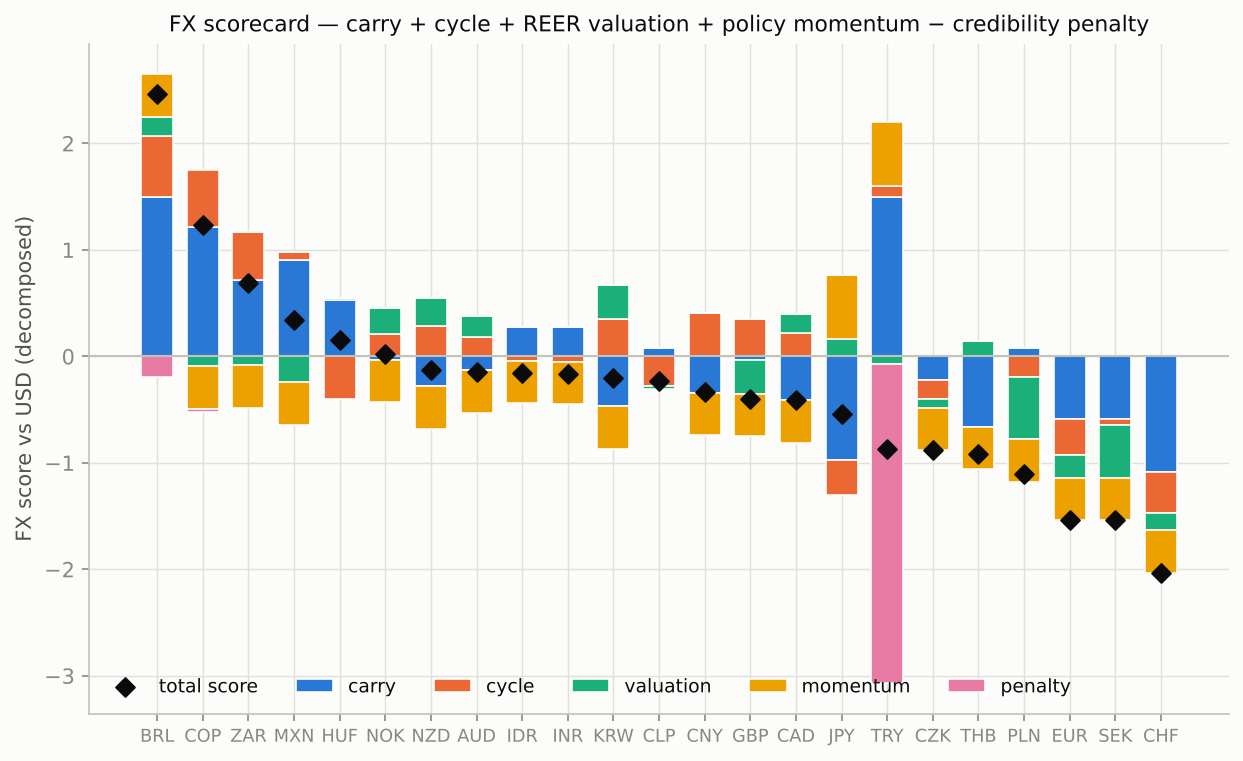 FX scorecard — carry + cycle + REER valuation + policy momentum − credibility penalty
FX score vs USD (decomposed)
2
1
0
−1
−2
−3
total score carry cycle valuation momentum penalty
BRL COP ZAR MXN HUF NOK NZD AUD IDR INR KRW CLP CNY GBP CAD JPY TRY CZK THB PLN EUR SEK CHF